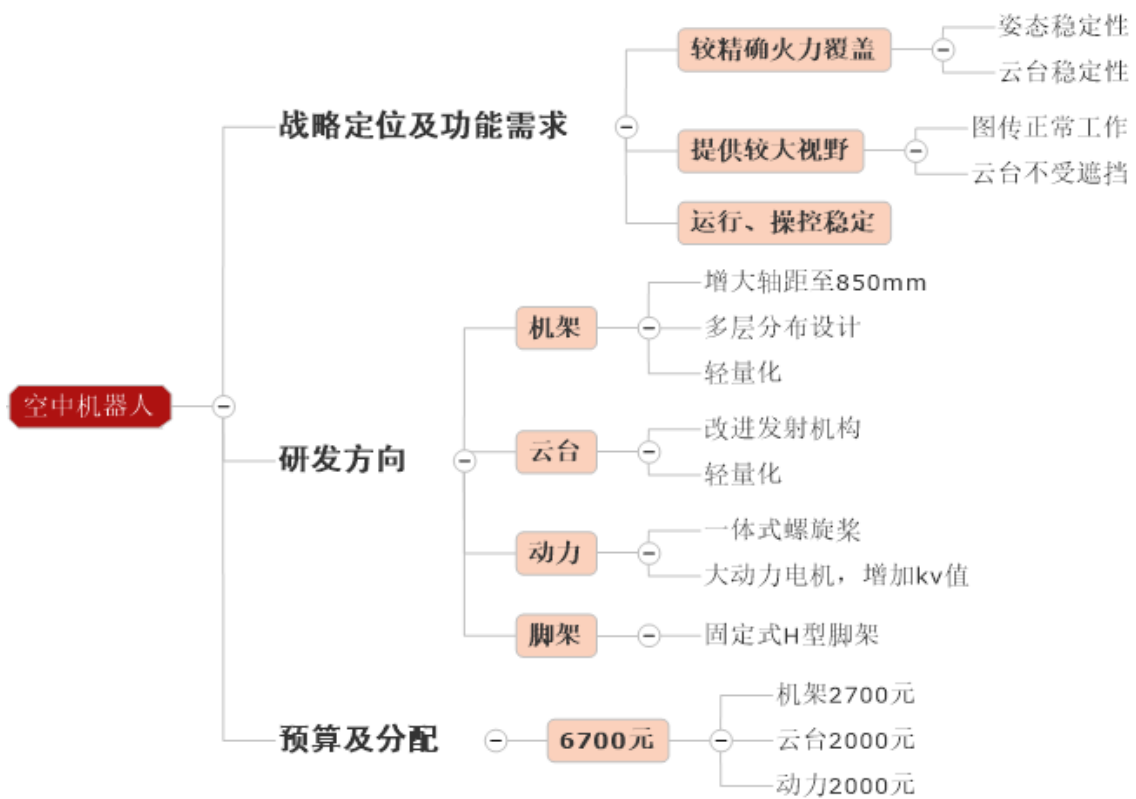 空中机器人
战略定位及功能需求
较精确火力覆盖
姿态稳定性
云台稳定性
提供较大视野
图传正常工作
云台不受遮挡
运行、操控稳定
研发方向
机架
增大轴距至850mm
多层分布设计
轻量化
云台
改进发射机构
轻量化
动力
一体式螺旋桨
大动力电机，增加kv值
脚架
固定式H型脚架
预算及分配
6700元
机架2700元
云台2000元
动力2000元